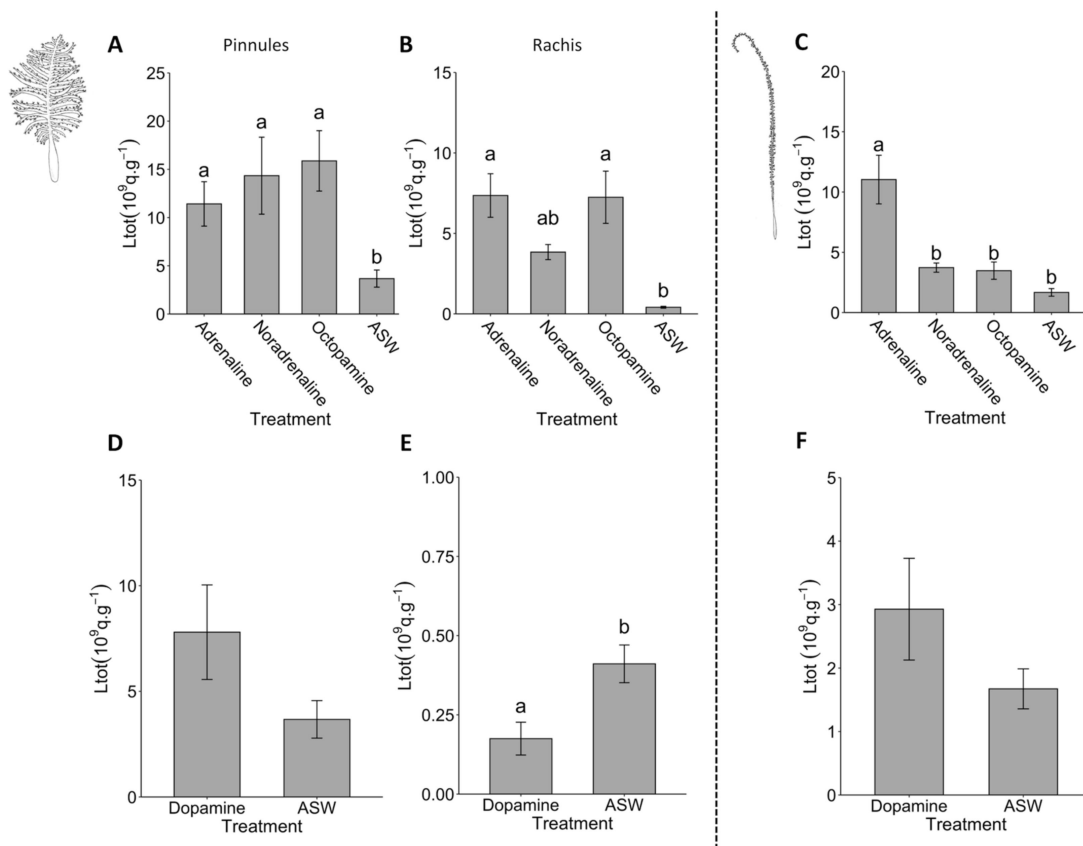 A
Pinnules
Ltot(10⁹q.g⁻¹)
25
20
15
10
5
0
a
a
a
b
Adrenaline
Noradrenaline
Octopamine
ASW
Treatment
B
Rachis
Ltot(10⁹q.g⁻¹)
15
10
5
0
a
ab
a
b
Adrenaline
Noradrenaline
Octopamine
ASW
Treatment
C
Ltot (10⁹q.g⁻¹)
20
15
10
5
0
a
b
b
b
Adrenaline
Noradrenaline
Octopamine
ASW
Treatment
D
Ltot(10⁹q.g⁻¹)
15
10
5
0
Dopamine
ASW
Treatment
E
Ltot(10⁹q.g⁻¹)
1.00
0.75
0.50
0.25
0.00
a
b
Dopamine
ASW
Treatment
F
Ltot (10⁹q.g⁻¹)
5
4
3
2
1
0
Dopamine
ASW
Treatment